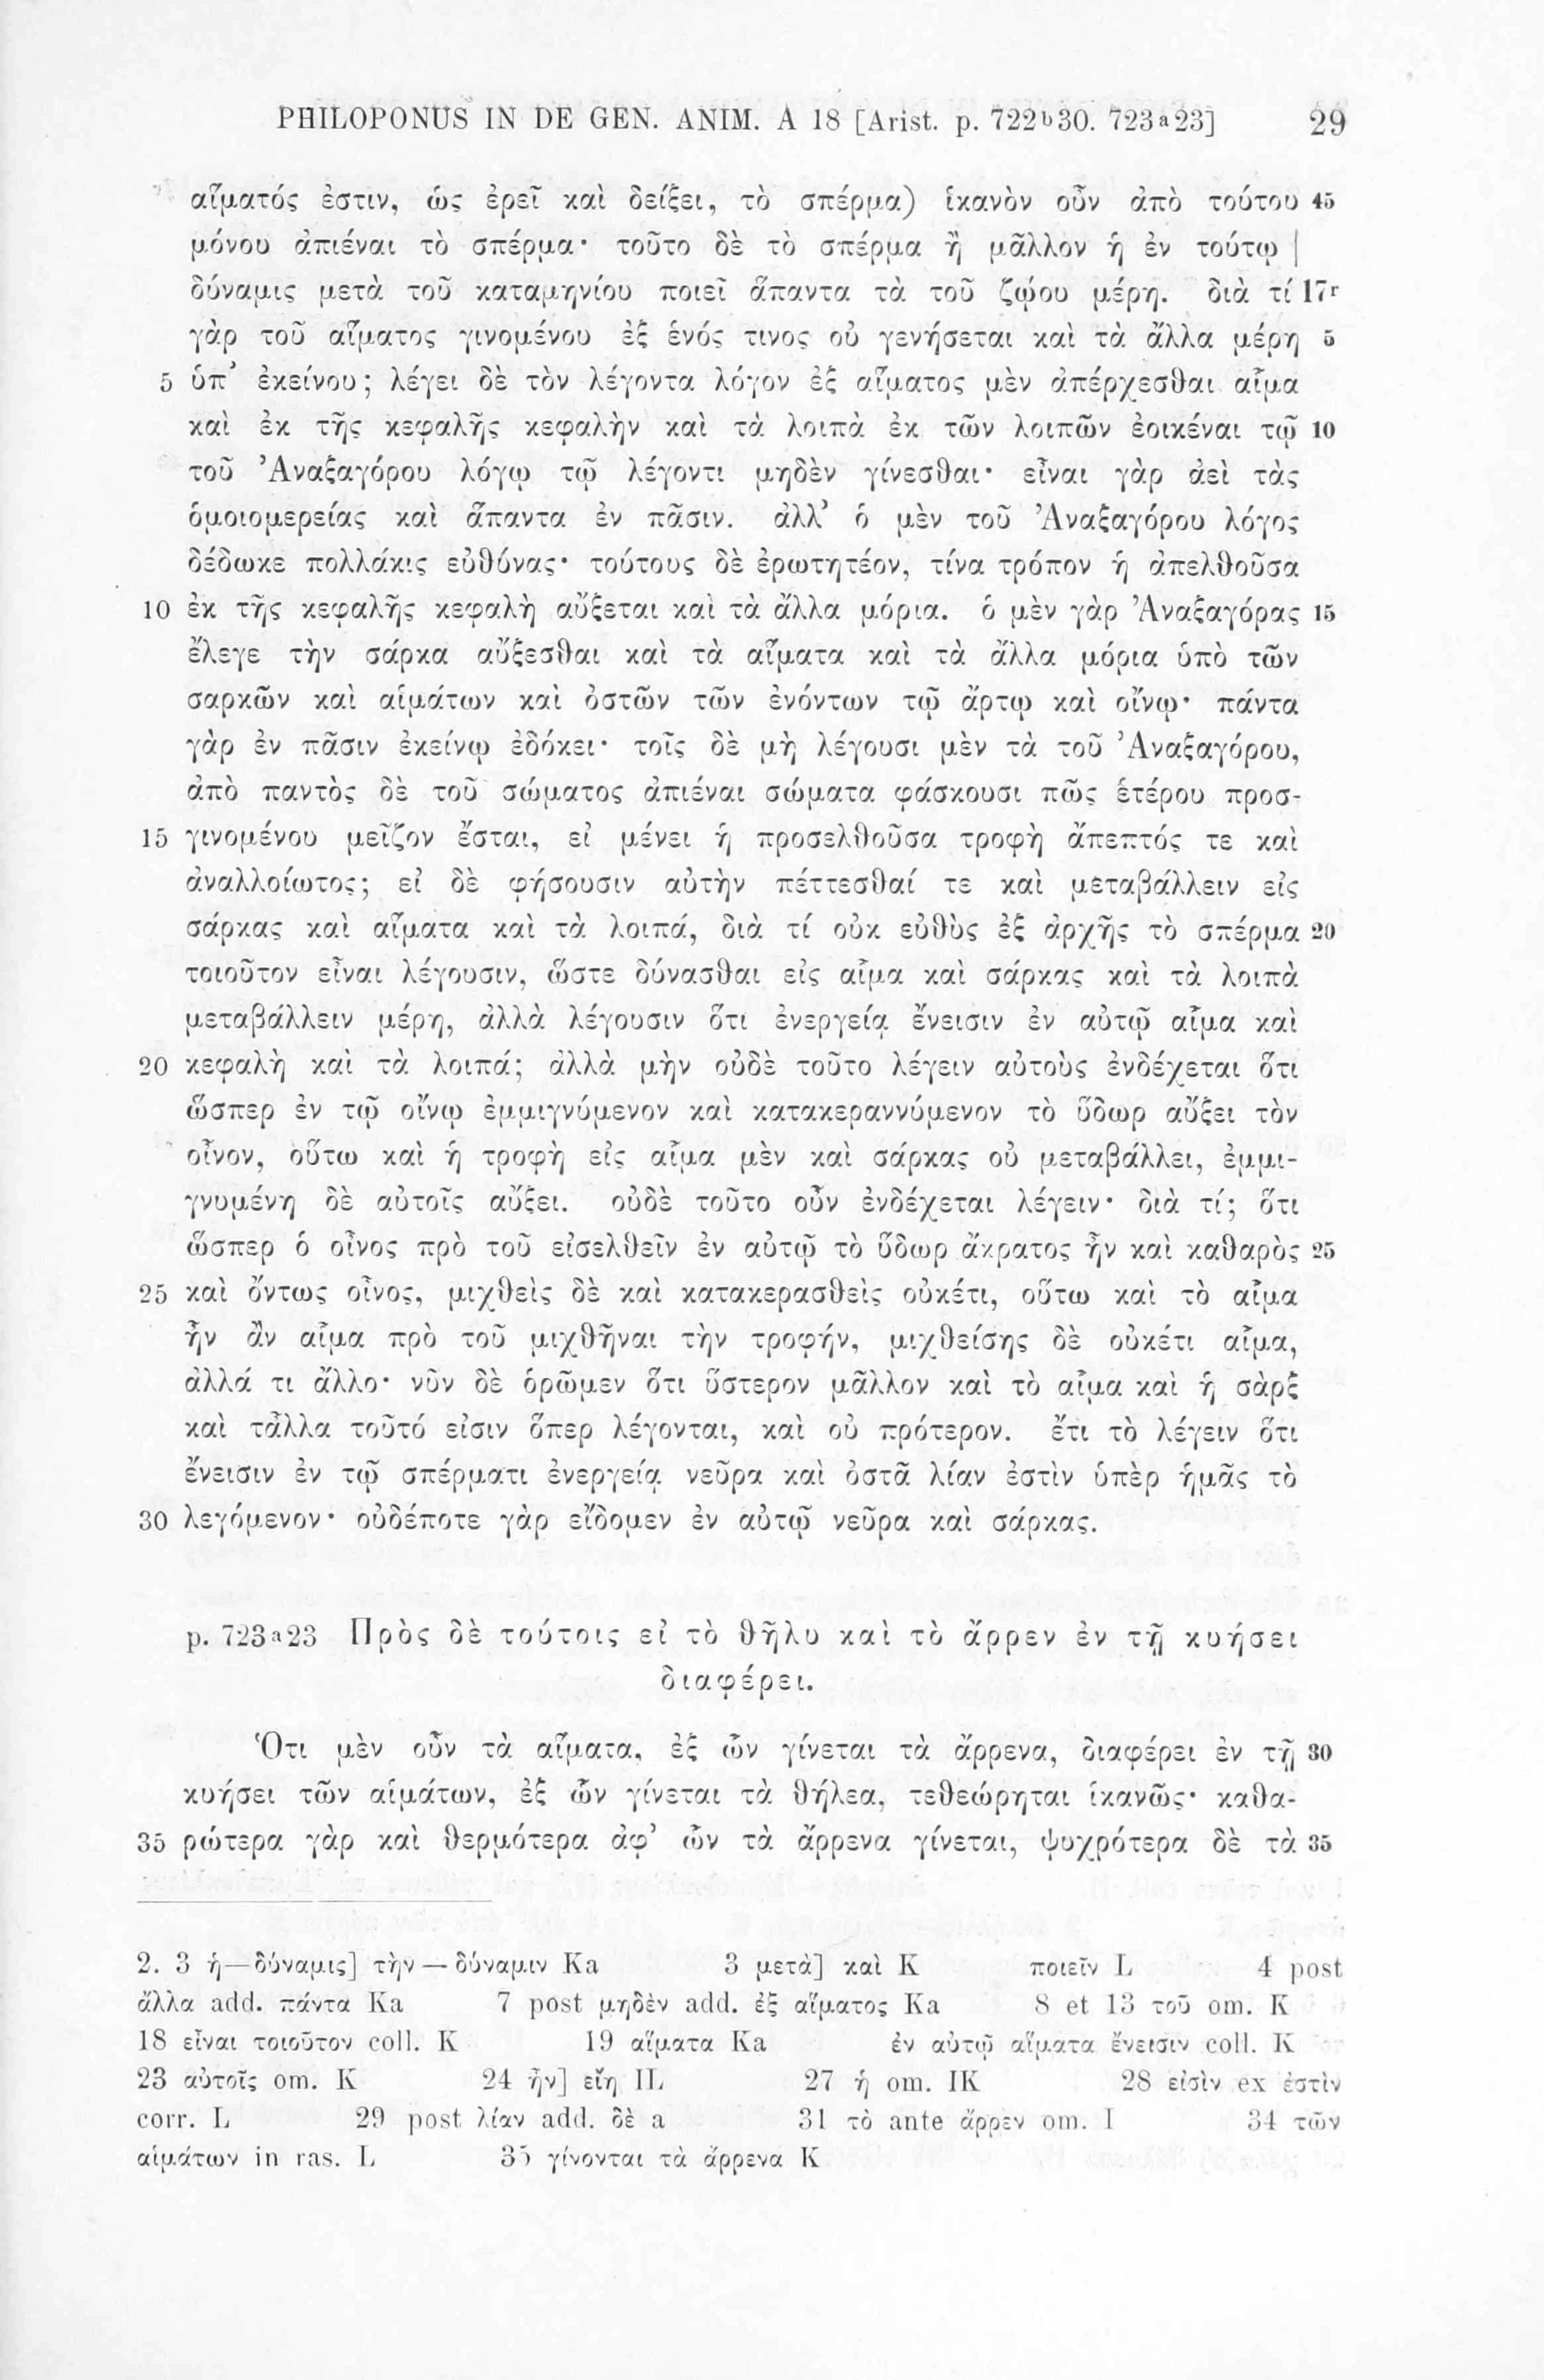 PHILOPONUS IN DE GEN. ANIM. A 18 [Arist. p. 722b30. 723a23] 29
αἵματός ἐστιν, ὡς ἐρεῖ καὶ δείξει, τὸ σπέρμα) ἱκανὸν οὖν ἀπὸ τούτου 45
μόνου ἀπιέναι τὸ σπέρμα· τοῦτο δὲ τὸ σπέρμα ἢ μᾶλλον ἡ ἐν τούτῳ |
δύναμις μετὰ τοῦ καταμηνίου ποιεῖ ἅπαντα τὰ τοῦ ζῴου μέρη. διὰ τί 17r
γὰρ τοῦ αἵματος γινομένου ἐξ ἑνός τινος οὐ γενήσεται καὶ τὰ ἄλλα μέρη 5
5 ὑπ᾽ ἐκείνου; λέγει δὲ τὸν λέγοντα λόγον ἐξ αἵματος μὲν ἀπέρχεσθαι αἷμα
καὶ ἐκ τῆς κεφαλῆς κεφαλὴν καὶ τὰ λοιπὰ ἐκ τῶν λοιπῶν ἐοικέναι τῷ 10
τοῦ Ἀναξαγόρου λόγῳ τῷ λέγοντι μηδὲν γίνεσθαι· εἶναι γὰρ ἀεὶ τὰς
ὁμοιομερείας καὶ ἅπαντα ἐν πᾶσιν. ἀλλ᾽ ὁ μὲν τοῦ Ἀναξαγόρου λόγος
δέδωκε πολλάκις εὐθύνας· τούτους δὲ ἐρωτητέον, τίνα τρόπον ἡ ἀπελθοῦσα
10 ἐκ τῆς κεφαλῆς κεφαλὴ αὔξεται καὶ τὰ ἄλλα μόρια. ὁ μὲν γὰρ Ἀναξαγόρας 15
ἔλεγε τὴν σάρκα αὔξεσθαι καὶ τὰ αἵματα καὶ τὰ ἄλλα μόρια ὑπὸ τῶν
σαρκῶν καὶ αἱμάτων καὶ ὀστῶν τῶν ἐνόντων τῷ ἄρτῳ καὶ οἴνῳ· πάντα
γὰρ ἐν πᾶσιν ἐκείνῳ ἐδόκει· τοῖς δὲ μὴ λέγουσι μὲν τὰ τοῦ Ἀναξαγόρου,
ἀπὸ παντὸς δὲ τοῦ σώματος ἀπιέναι σώματα φάσκουσι πῶς ἑτέρου προσ-
15 γινομένου μεῖζον ἔσται, εἰ μένει ἡ προσελθοῦσα τροφὴ ἄπεπτός τε καὶ
ἀναλλοίωτος; εἰ δὲ φήσουσιν αὐτὴν πέττεσθαί τε καὶ μεταβάλλειν εἰς
σάρκας καὶ αἵματα καὶ τὰ λοιπά, διὰ τί οὐκ εὐθὺς ἐξ ἀρχῆς τὸ σπέρμα 20
τοιοῦτον εἶναι λέγουσιν, ὥστε δύνασθαι εἰς αἷμα καὶ σάρκας καὶ τὰ λοιπὰ
μεταβάλλειν μέρη, ἀλλὰ λέγουσιν ὅτι ἐνεργείᾳ ἔνεισιν ἐν αὐτῷ αἷμα καὶ
20 κεφαλὴ καὶ τὰ λοιπά; ἀλλὰ μὴν οὐδὲ τοῦτο λέγειν αὐτοὺς ἐνδέχεται ὅτι
ὥσπερ ἐν τῷ οἴνῳ ἐμμιγνύμενον καὶ κατακεραννύμενον τὸ ὕδωρ αὔξει τὸν
οἶνον, οὕτω καὶ ἡ τροφὴ εἰς αἷμα μὲν καὶ σάρκας οὐ μεταβάλλει, ἐμμι-
γνυμένη δὲ αὐτοῖς αὔξει. οὐδὲ τοῦτο οὖν ἐνδέχεται λέγειν· διὰ τί; ὅτι
ὥσπερ ὁ οἶνος πρὸ τοῦ εἰσελθεῖν ἐν αὐτῷ τὸ ὕδωρ ἄκρατος ἦν καὶ καθαρὸς 25
25 καὶ ὄντως οἶνος, μιχθεὶς δὲ καὶ κατακερασθεὶς οὐκέτι, οὕτω καὶ τὸ αἷμα
ἦν ἂν αἷμα πρὸ τοῦ μιχθῆναι τὴν τροφήν, μιχθείσης δὲ οὐκέτι αἷμα,
ἀλλά τι ἄλλο· νῦν δὲ ὁρῶμεν ὅτι ὕστερον μᾶλλον καὶ τὸ αἷμα καὶ ἡ σὰρξ
καὶ τἆλλα τοῦτό εἰσιν ὅπερ λέγονται, καὶ οὐ πρότερον. ἔτι τὸ λέγειν ὅτι
ἔνεισιν ἐν τῷ σπέρματι ἐνεργείᾳ νεῦρα καὶ ὀστᾶ λίαν ἐστὶν ὑπὲρ ἡμᾶς τὸ
30 λεγόμενον· οὐδέποτε γὰρ εἴδομεν ἐν αὐτῷ νεῦρα καὶ σάρκας.
p. 723a23 Πρὸς δὲ τούτοις εἰ τὸ θῆλυ καὶ τὸ ἄρρεν ἐν τῇ κυήσει
διαφέρει.
Ὅτι μὲν οὖν τὰ αἵματα, ἐξ ὧν γίνεται τὰ ἄρρενα, διαφέρει ἐν τῇ 30
κυήσει τῶν αἱμάτων, ἐξ ὧν γίνεται τὰ θήλεα, τεθεώρηται ἱκανῶς· καθα-
35 ρώτερα γὰρ καὶ θερμότερα ἀφ᾽ ὧν τὰ ἄρρενα γίνεται, ψυχρότερα δὲ τὰ 35
2. 3 ἡ—δύναμις] τὴν—δύναμιν Ka 3 μετὰ] καὶ K ποιεῖν L 4 post
ἄλλα add. πάντα Ka 7 post μηδὲν add. ἐξ αἵματος Ka 8 et 13 τοῦ om. K
18 εἶναι τοιοῦτον coll. K 19 αἵματα Ka ἐν αὐτῷ αἵματα ἔνεισιν coll. K
23 αὐτοῖς om. K 24 ἦν] εἴη IL 27 ἡ om. IK 28 εἰσὶν ex ἐστὶν
corr. L 29 post λίαν add. δὲ a 31 τὸ ante ἄρρεν om. I 34 τῶν
αἱμάτων in ras. L 35 γίνονται τὰ ἄρρενα K